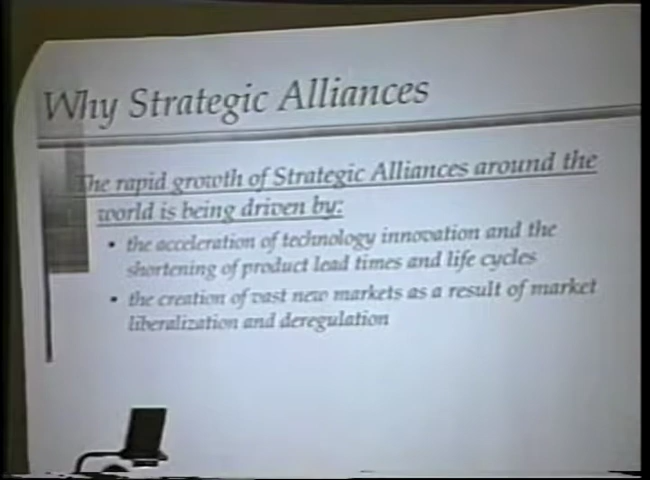 Why Strategic Alliances
The rapid growth of Strategic Alliances around the
world is being driven by:
• the acceleration of technology innovation and the
shortening of product lead times and life cycles
• the creation of vast new markets as a result of market
liberalization and deregulation